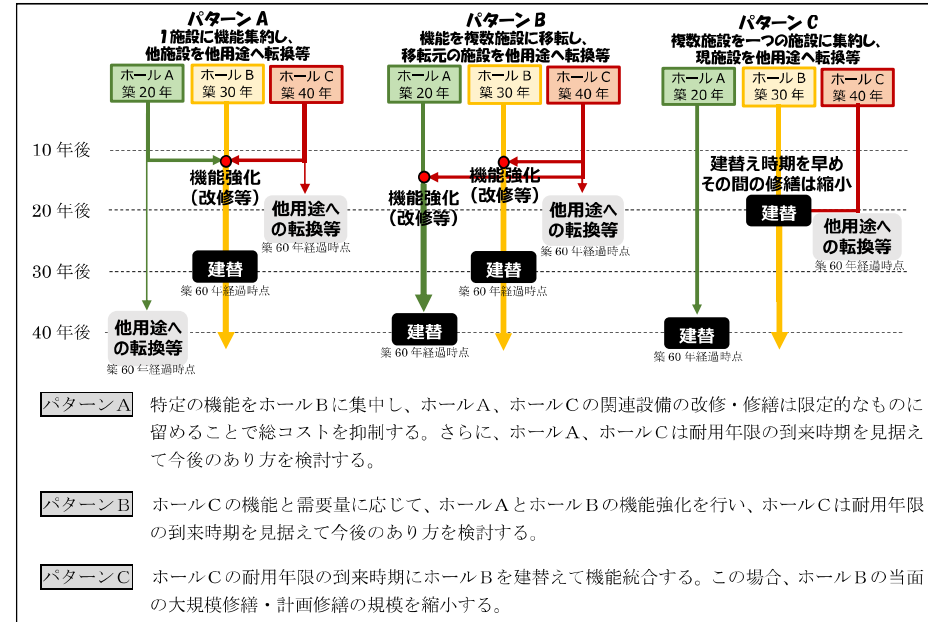 パターンA
1施設に機能集約し、
他施設を他用途へ転換等
ホールA
築20年
ホールB
築30年
ホールC
築40年
パターンB
機能を複数施設に移転し、
移転元の施設を他用途へ転換等
ホールA
築20年
ホールB
築30年
ホールC
築40年
パターンC
複数施設を一つの施設に集約し、
現施設を他用途へ転換等
ホールA
築20年
ホールB
築30年
ホールC
築40年
10年後
20年後
30年後
40年後
機能強化
(改修等)
他用途へ
の転換等
築60年経過時点
建替
築60年経過時点
他用途へ
の転換等
築60年経過時点
機能強化
(改修等)
機能強化
(改修等)
他用途へ
の転換等
築60年経過時点
建替
築60年経過時点
建替
築60年経過時点
建替え時期を早め
その間の修繕は縮小
建替
他用途へ
の転換等
築60年経過時点
建替
築60年経過時点
パターンA 特定の機能をホールBに集中し、ホールA、ホールCの関連設備の改修・修繕は限定的なものに
留めることで総コストを抑制する。さらに、ホールA、ホールCは耐用年限の到来時期を見据え
て今後のあり方を検討する。
パターンB ホールCの機能と需要量に応じて、ホールAとホールBの機能強化を行い、ホールCは耐用年限
の到来時期を見据えて今後のあり方を検討する。
パターンC ホールCの耐用年限の到来時期にホールBを建替えて機能統合する。この場合、ホールBの当面
の大規模修繕・計画修繕の規模を縮小する。